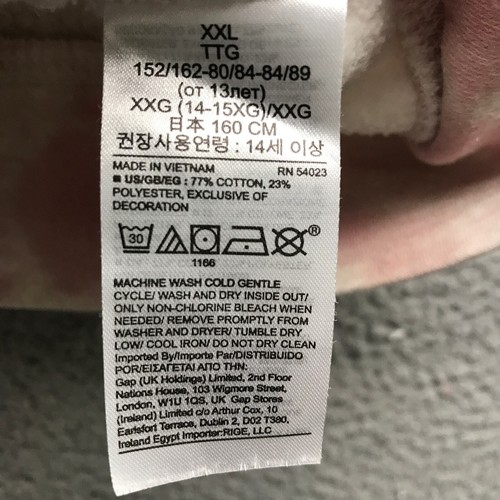 XXL
TTG
152/162-80/84-84/89
(от 13лет)
XXG (14-15XG)/XXG
日本 160 CM
권장사용연령 : 14세 이상
MADE IN VIETNAM RN 54023
■ US/GB/EG : 77% COTTON, 23%
POLYESTER, EXCLUSIVE OF
DECORATION
30
®
1166
MACHINE WASH COLD GENTLE
CYCLE/ WASH AND DRY INSIDE OUT/
ONLY NON-CHLORINE BLEACH WHEN
NEEDED/ REMOVE PROMPTLY FROM
WASHER AND DRYER/ TUMBLE DRY
LOW/ COOL IRON/ DO NOT DRY CLEAN
Imported By/Importe Par/DISTRIBUIDO
POR/ΕΙΣΑΓΕΤΑΙ ΑΠΟ ΤΗΝ:
Gap (UK Holdings) Limited, 2nd Floor
Nations House, 103 Wigmore Street,
London, W1U 1QS, UK Gap Stores
(Ireland) Limited c/o Arthur Cox, 10
Earlsfort Terrace, Dublin 2, D02 T380,
Ireland Egypt Importer:RIGE, LLC